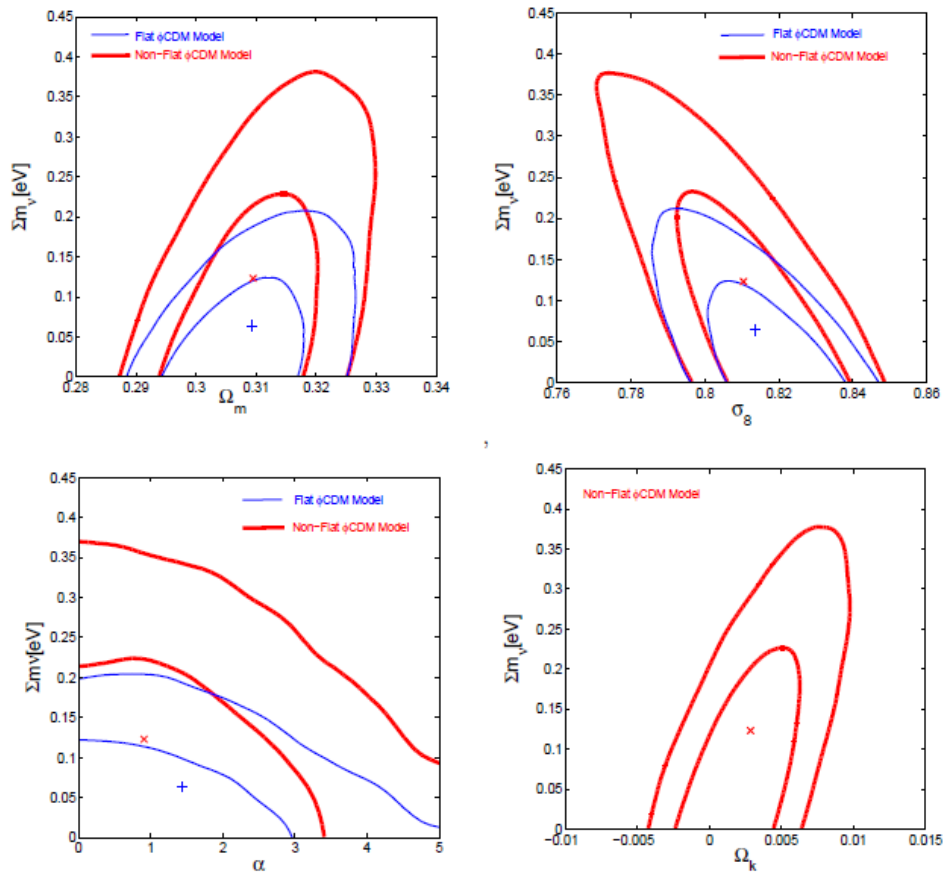 Flat ϕCDM Model
Non-Flat ϕCDM Model
0.45
0.4
0.35
0.3
0.25
0.2
0.15
0.1
0.05
0
Σmν[eV]
0.28 0.29 0.3 0.31 0.32 0.33 0.34
Ωm
Flat ϕCDM Model
Non-Flat ϕCDM Model
0.45
0.4
0.35
0.3
0.25
0.2
0.15
0.1
0.05
0
Σmν[eV]
0.76 0.78 0.8 0.82 0.84 0.86
σ8
,
Flat ϕCDM Model
Non-Flat ϕCDM Model
0.45
0.4
0.35
0.3
0.25
0.2
0.15
0.1
0.05
0
Σmν[eV]
0 1 2 3 4 5
α
Non-Flat ϕCDM Model
0.45
0.4
0.35
0.3
0.25
0.2
0.15
0.1
0.05
0
Σmν[eV]
−0.01 −0.005 0 0.005 0.01 0.015
Ωk